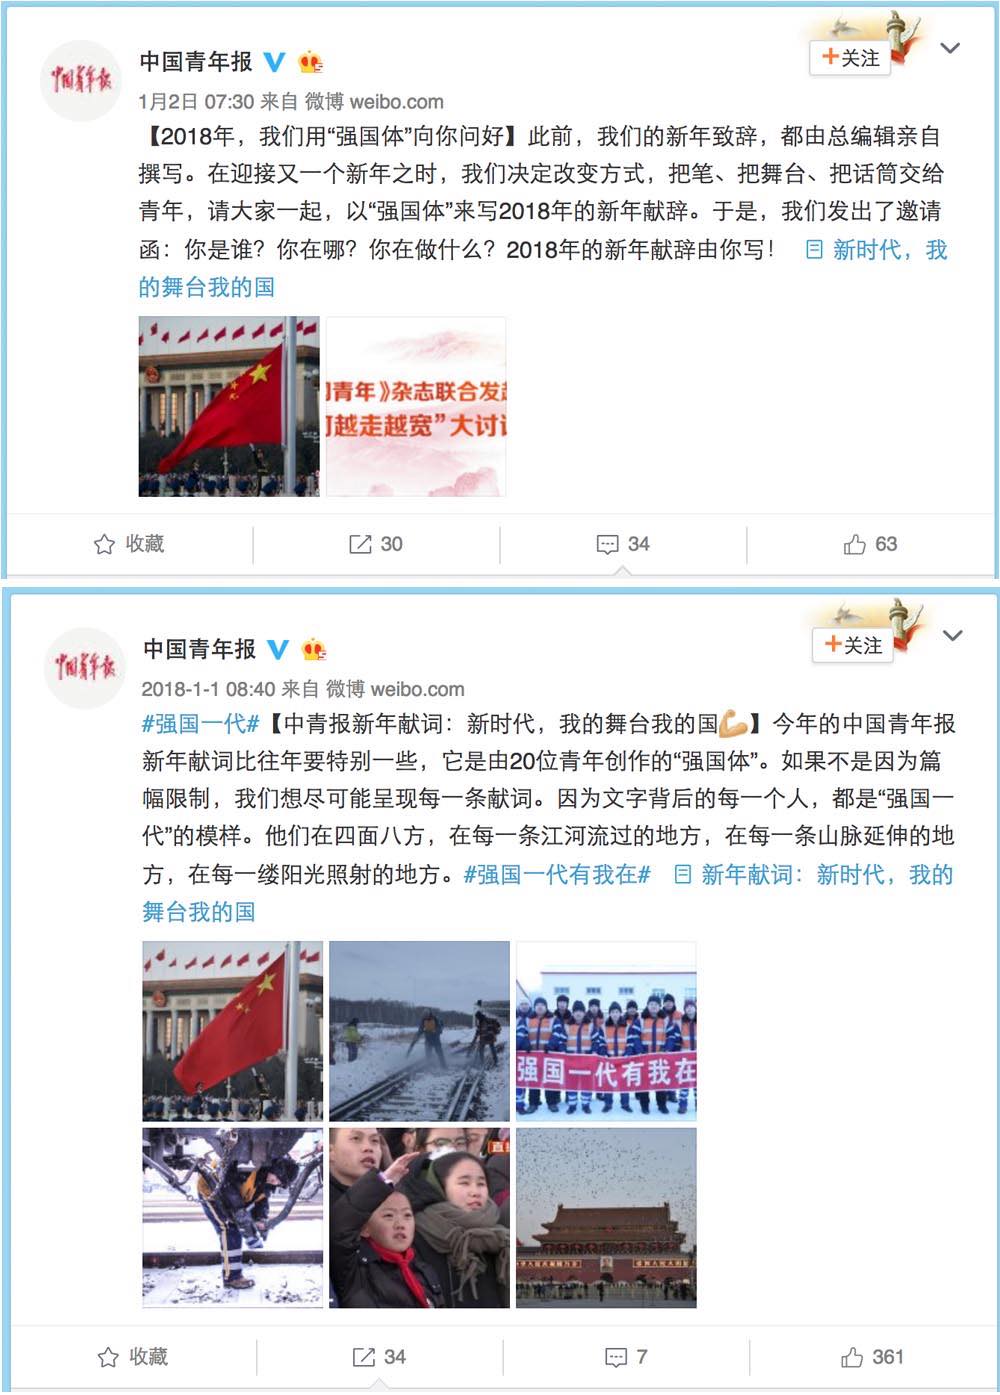 中国青年报
中國青年报
+关注
1月2日 07:30 来自 微博 weibo.com
【2018年，我们用“强国体”向你问好】此前，我们的新年致辞，都由总编辑亲自
撰写。在迎接又一个新年之时，我们决定改变方式，把笔、把舞台、把话筒交给
青年，请大家一起，以“强国体”来写2018年的新年献辞。于是，我们发出了邀请
函：你是谁？你在哪？你在做什么？2018年的新年献辞由你写！ 新时代，我
的舞台我的国
青年》杂志联合发
越走越宽”大讨
收藏
30
34
63
中国青年报
中國青年报
+关注
2018-1-1 08:40 来自 微博 weibo.com
#强国一代#【中青报新年献词：新时代，我的舞台我的国💪】今年的中国青年报
新年献词比往年要特别一些，它是由20位青年创作的“强国体”。如果不是因为篇
幅限制，我们想尽可能呈现每一条献词。因为文字背后的每一个人，都是“强国一
代”的模样。他们在四面八方，在每一条江河流过的地方，在每一条山脉延伸的地
方，在每一缕阳光照射的地方。#强国一代有我在# 新年献词：新时代，我的
舞台我的国
强国一代有我在
直
收藏
34
7
361